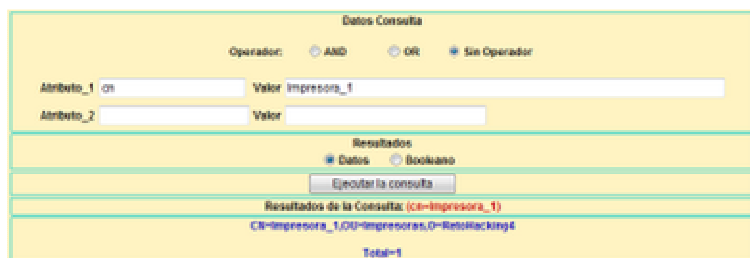 Datos Consulta
Operador: AND OR Sin Operador
Atributo_1 cn Valor Impresora_1
Atributo_2 Valor
Resultados
Datos Booleano
Ejecutar la consulta
Resultados de la Consulta: (cn=Impresora_1)
CN=Impresora_1,OU=Impresoras,O=RetoHacking4
Total=1